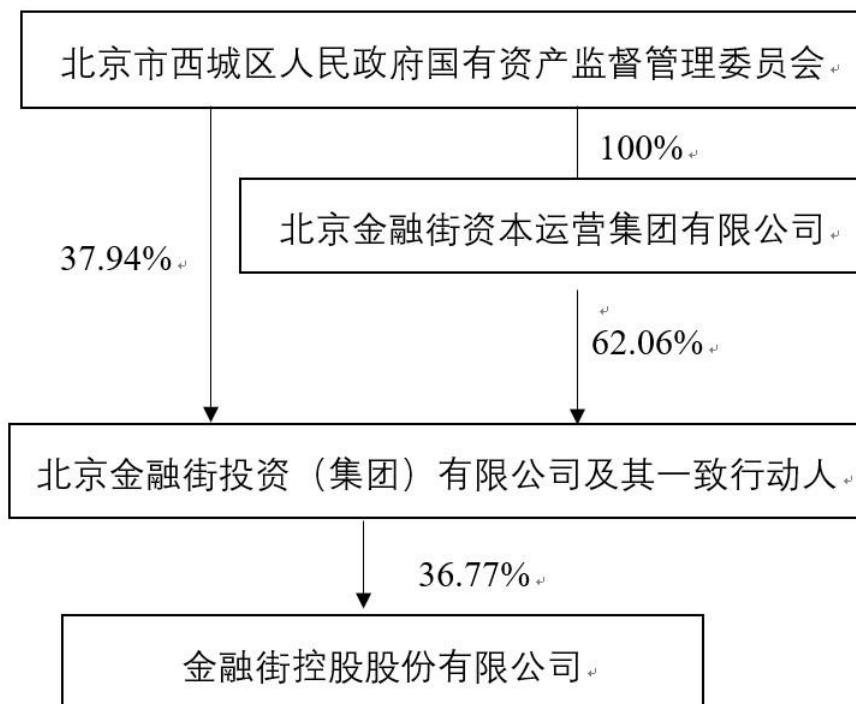 北京市西城区人民政府国有资产监督管理委员会
100%
北京金融街资本运营集团有限公司
37.94%
62.06%
北京金融街投资（集团）有限公司及其一致行动人
36.77%
金融街控股股份有限公司